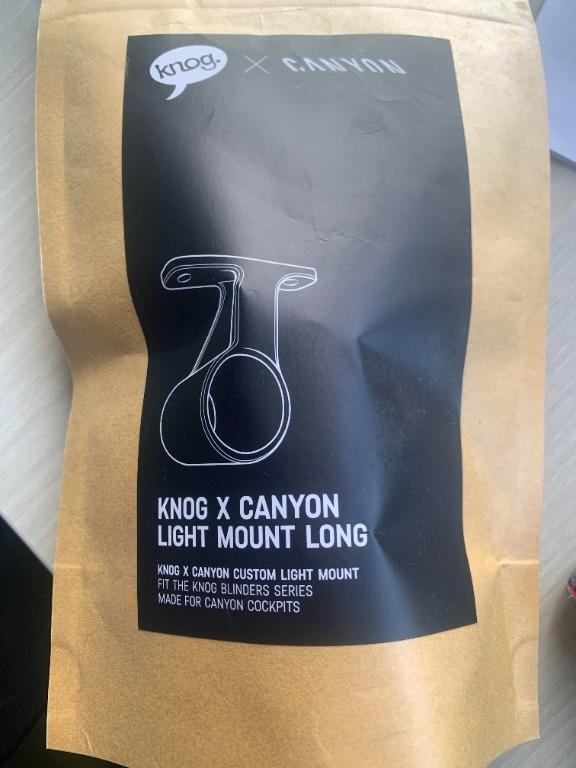 knog. × CANYON
KNOG X CANYON
LIGHT MOUNT LONG
KNOG X CANYON CUSTOM LIGHT MOUNT
FIT THE KNOG BLINDERS SERIES
MADE FOR CANYON COCKPITS